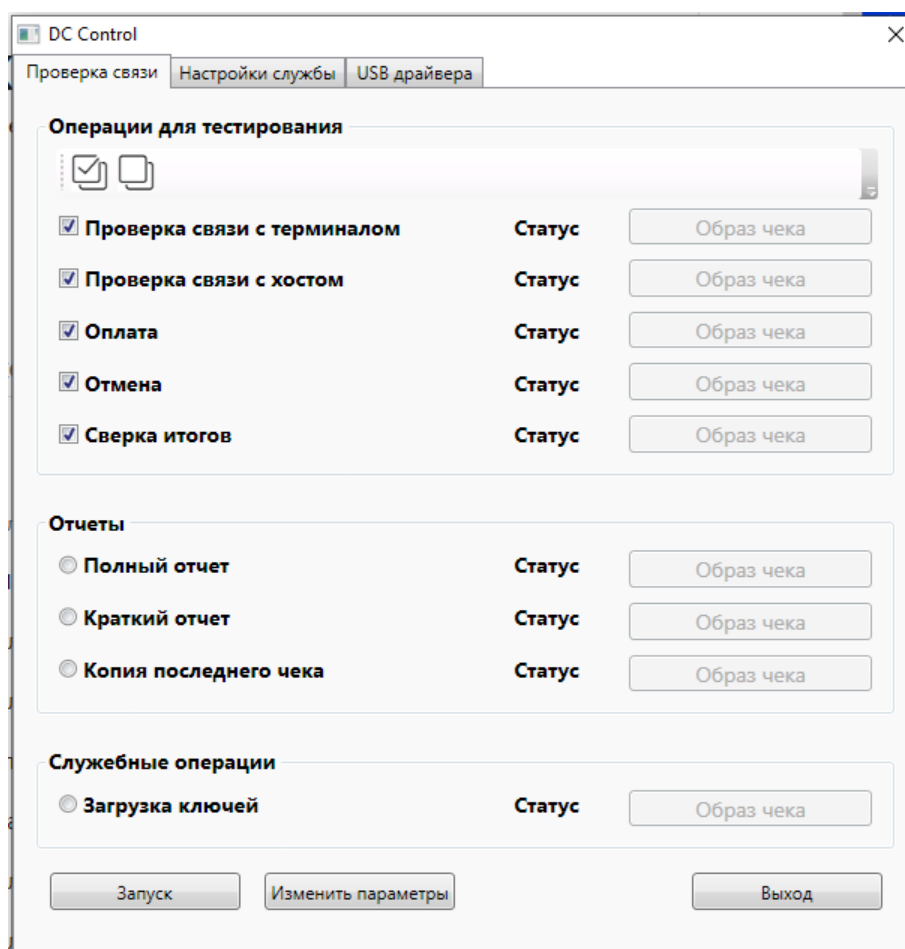 DC Control
Проверка связи Настройки службы USB драйвера
Операции для тестирования
Проверка связи с терминалом Статус Образ чека
Проверка связи с хостом Статус Образ чека
Оплата Статус Образ чека
Отмена Статус Образ чека
Сверка итогов Статус Образ чека
Отчеты
Полный отчет Статус Образ чека
Краткий отчет Статус Образ чека
Копия последнего чека Статус Образ чека
Служебные операции
Загрузка ключей Статус Образ чека
Запуск Изменить параметры Выход